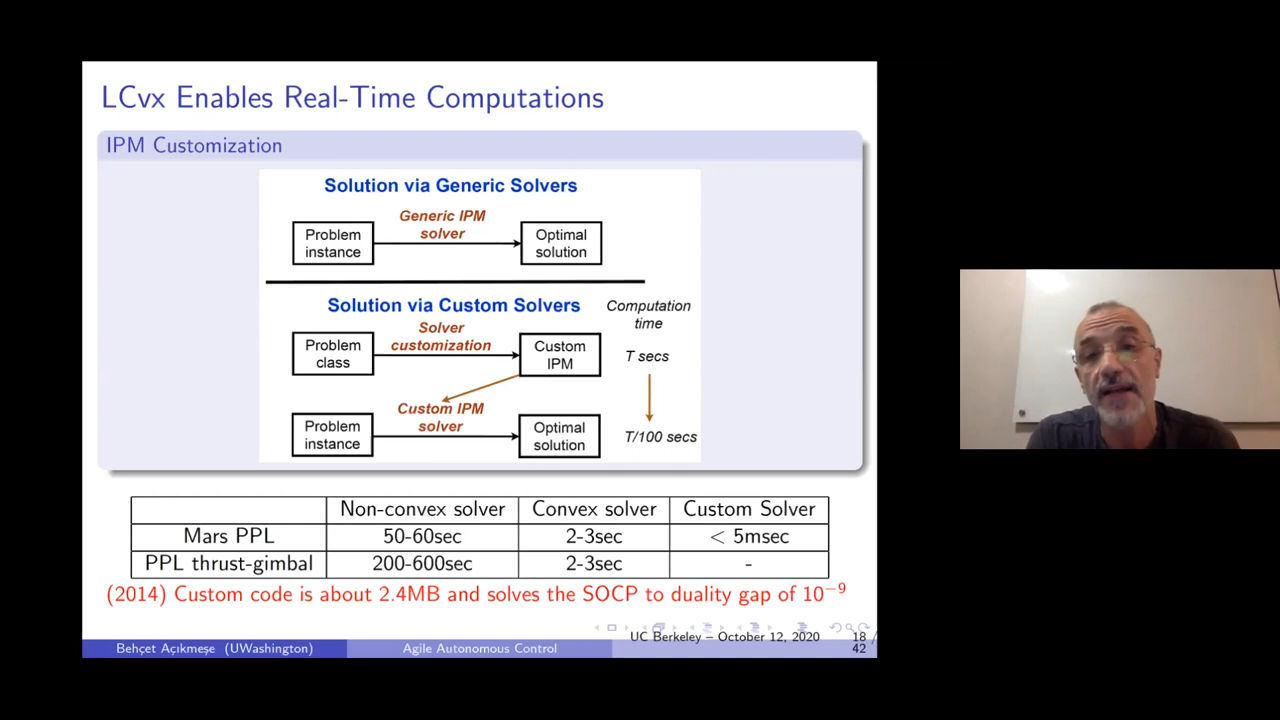 LCvx Enables Real-Time Computations
IPM Customization
Solution via Generic Solvers
Generic IPM
solver
Problem
instance
Optimal
solution
Solution via Custom Solvers
Computation
time
Solver
customization
Problem
class
Custom
IPM
T secs
Custom IPM
solver
Problem
instance
Optimal
solution
T/100 secs
Non-convex solver Convex solver Custom Solver
Mars PPL 50-60sec 2-3sec < 5msec
PPL thrust-gimbal 200-600sec 2-3sec -
(2014) Custom code is about 2.4MB and solves the SOCP to duality gap of 10⁻⁹
UC Berkeley – October 12, 2020 18 /
Behçet Açıkmeşe (UWashington) Agile Autonomous Control 42